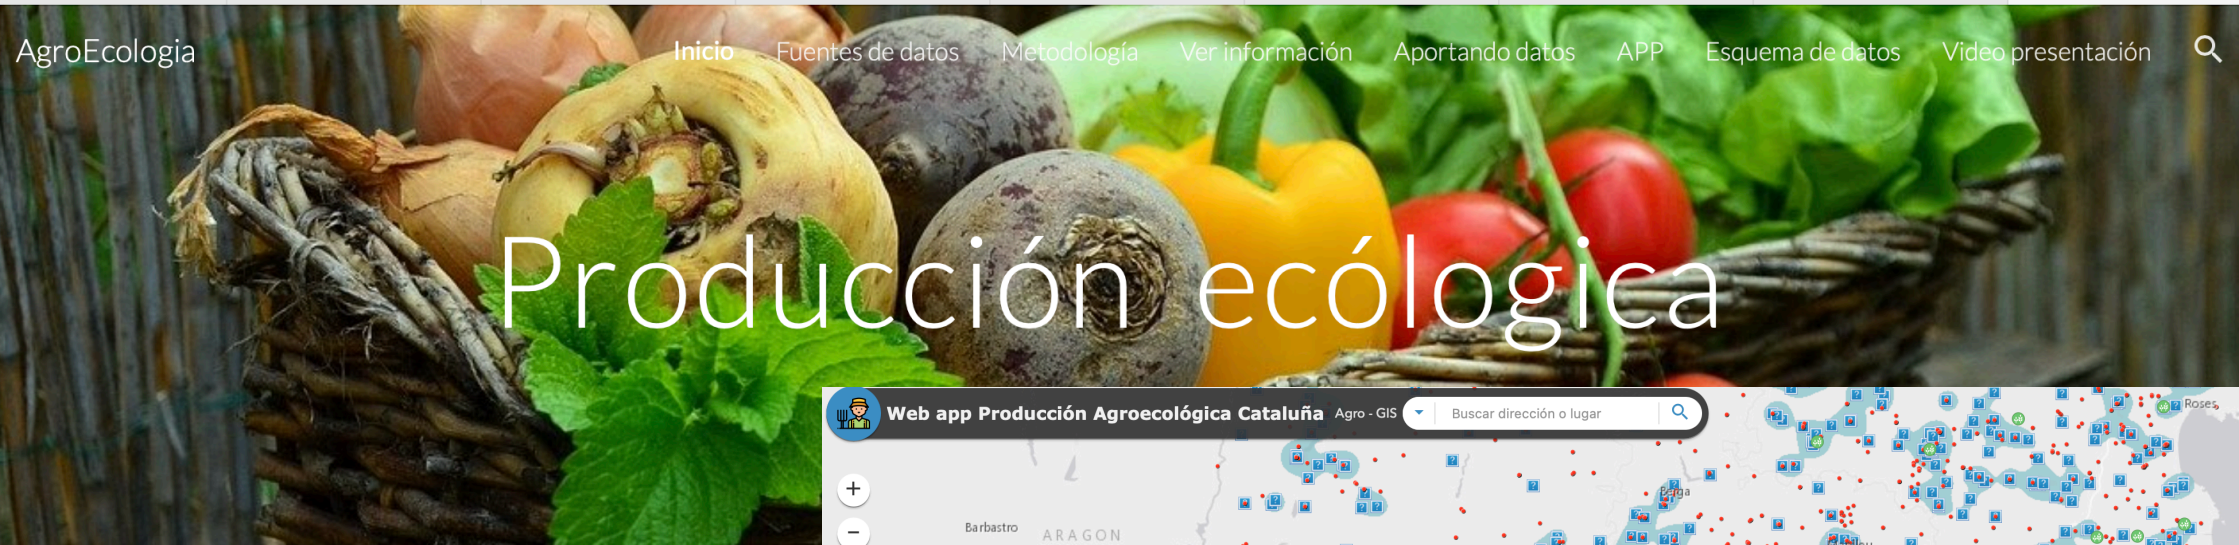 AgroEcologia
Inicio Fuentes de datos Metodología Ver información Aportando datos APP Esquema de datos Video presentación
Producción ecólogica
Web app Producción Agroecológica Cataluña Agro - GIS Buscar dirección o lugar
Roses
+
Berga
Barbastro
ARAGON
−